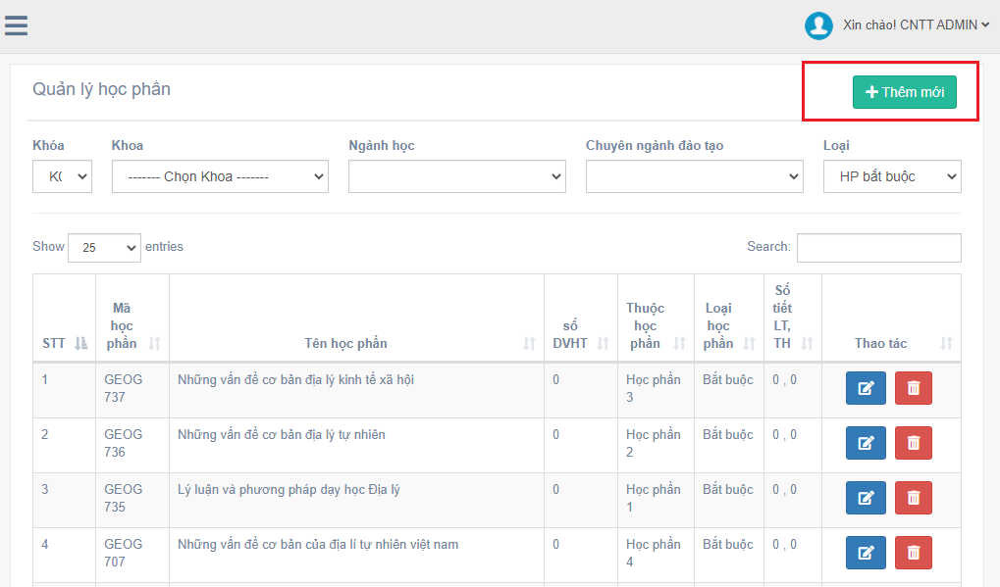 Xin chào! CNTT ADMIN
Quản lý học phần
Thêm mới
Khóa Khoa Ngành học Chuyên ngành đào tạo Loại
------- Chọn Khoa ------- HP bắt buộc
Show 25 entries Search:
STT Mã học phần Tên học phần số DVHT Thuộc học phần Loại học phần Số tiết LT, TH Thao tác
1 GEOG 737 Những vấn đề cơ bản địa lý kinh tế xã hội 0 Học phần 3 Bắt buộc 0 , 0
2 GEOG 736 Những vấn đề cơ bản địa lý tự nhiên 0 Học phần 2 Bắt buộc 0 , 0
3 GEOG 735 Lý luận và phương pháp dạy học Địa lý 0 Học phần 1 Bắt buộc 0 , 0
4 GEOG 707 Những vấn đề cơ bản của địa lí tự nhiên việt nam 0 Học phần 4 Bắt buộc 0 , 0